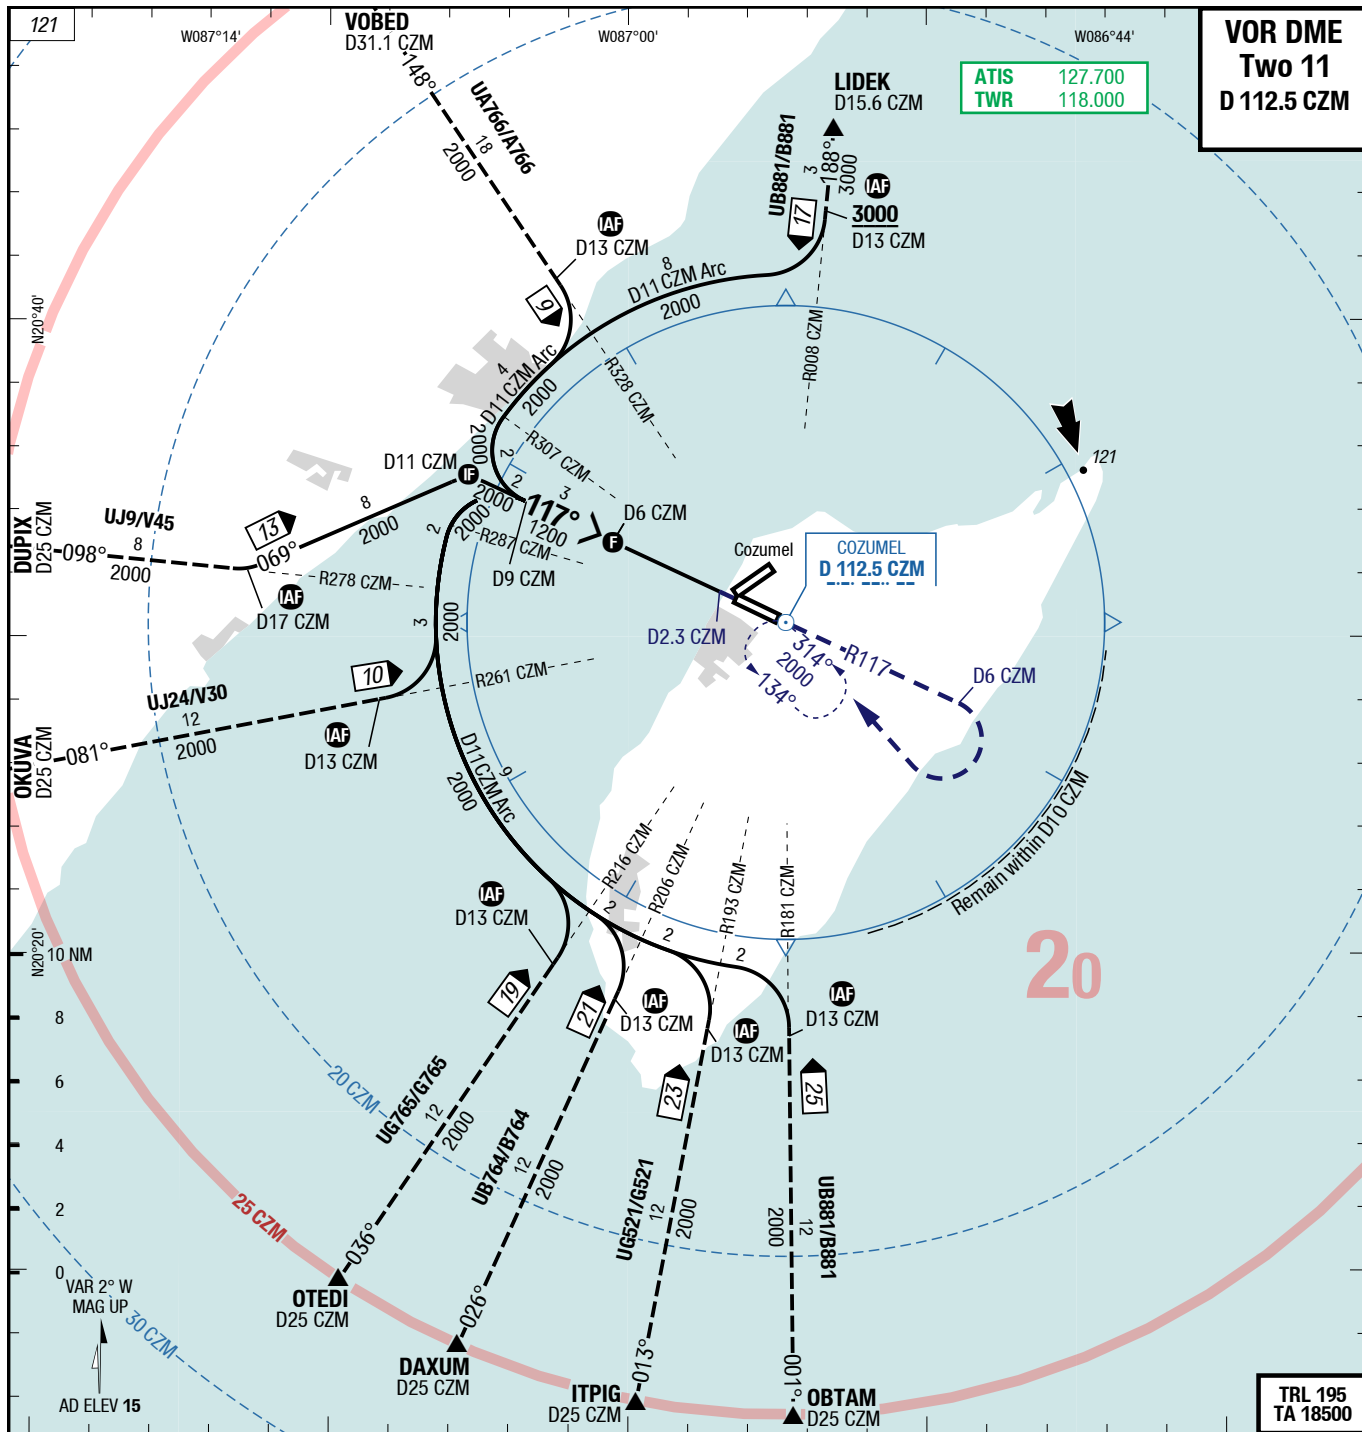 121
VOBED
D31.1 CZM
W087°14'
W087°00'
W086°44'
VOR DME
Two 11
D 112.5 CZM
ATIS 127.700
TWR 118.000
LIDEK
D15.6 CZM
148°
UA766/A766
18
2000
UB881/B881
3
188°
3000
IAF
3000
D13 CZM
17
IAF
D13 CZM
9
8
D11 CZM Arc
2000
N20°40'
4
D11 CZM Arc
2000
R328 CZM
R008 CZM
2000
2
R307 CZM
D11 CZM
IF
2
2000
117°
3
1200
D6 CZM
F
121
DUPIX
D25 CZM
UJ9/V45
098°
8
2000
13
069°
8
2000
2
2000
R287 CZM
D9 CZM
R278 CZM
IAF
D17 CZM
Cozumel
COZUMEL
D 112.5 CZM
D2.3 CZM
314°
2000
134°
R117
D6 CZM
3
2000
10
R261 CZM
UJ24/V30
OKUVA
D25 CZM
081°
12
2000
IAF
D13 CZM
D11CZM Arc
9
2000
Remain within D10 CZM
R216 CZM
R206 CZM
R193 CZM
R181 CZM
IAF
D13 CZM
2
2
2
N20°20'
10 NM
8
6
4
2
0
20
19
21
23
25
IAF
D13 CZM
IAF
D13 CZM
IAF
D13 CZM
20 CZM
UG765/G765
12
2000
UB764/B764
12
2000
UG521/G521
12
2000
UB881/B881
12
2000
25 CZM
30 CZM
036°
026°
013°
001°
OTEDI
D25 CZM
DAXUM
D25 CZM
ITPIG
D25 CZM
OBTAM
D25 CZM
VAR 2° W
MAG UP
AD ELEV 15
TRL 195
TA 18500